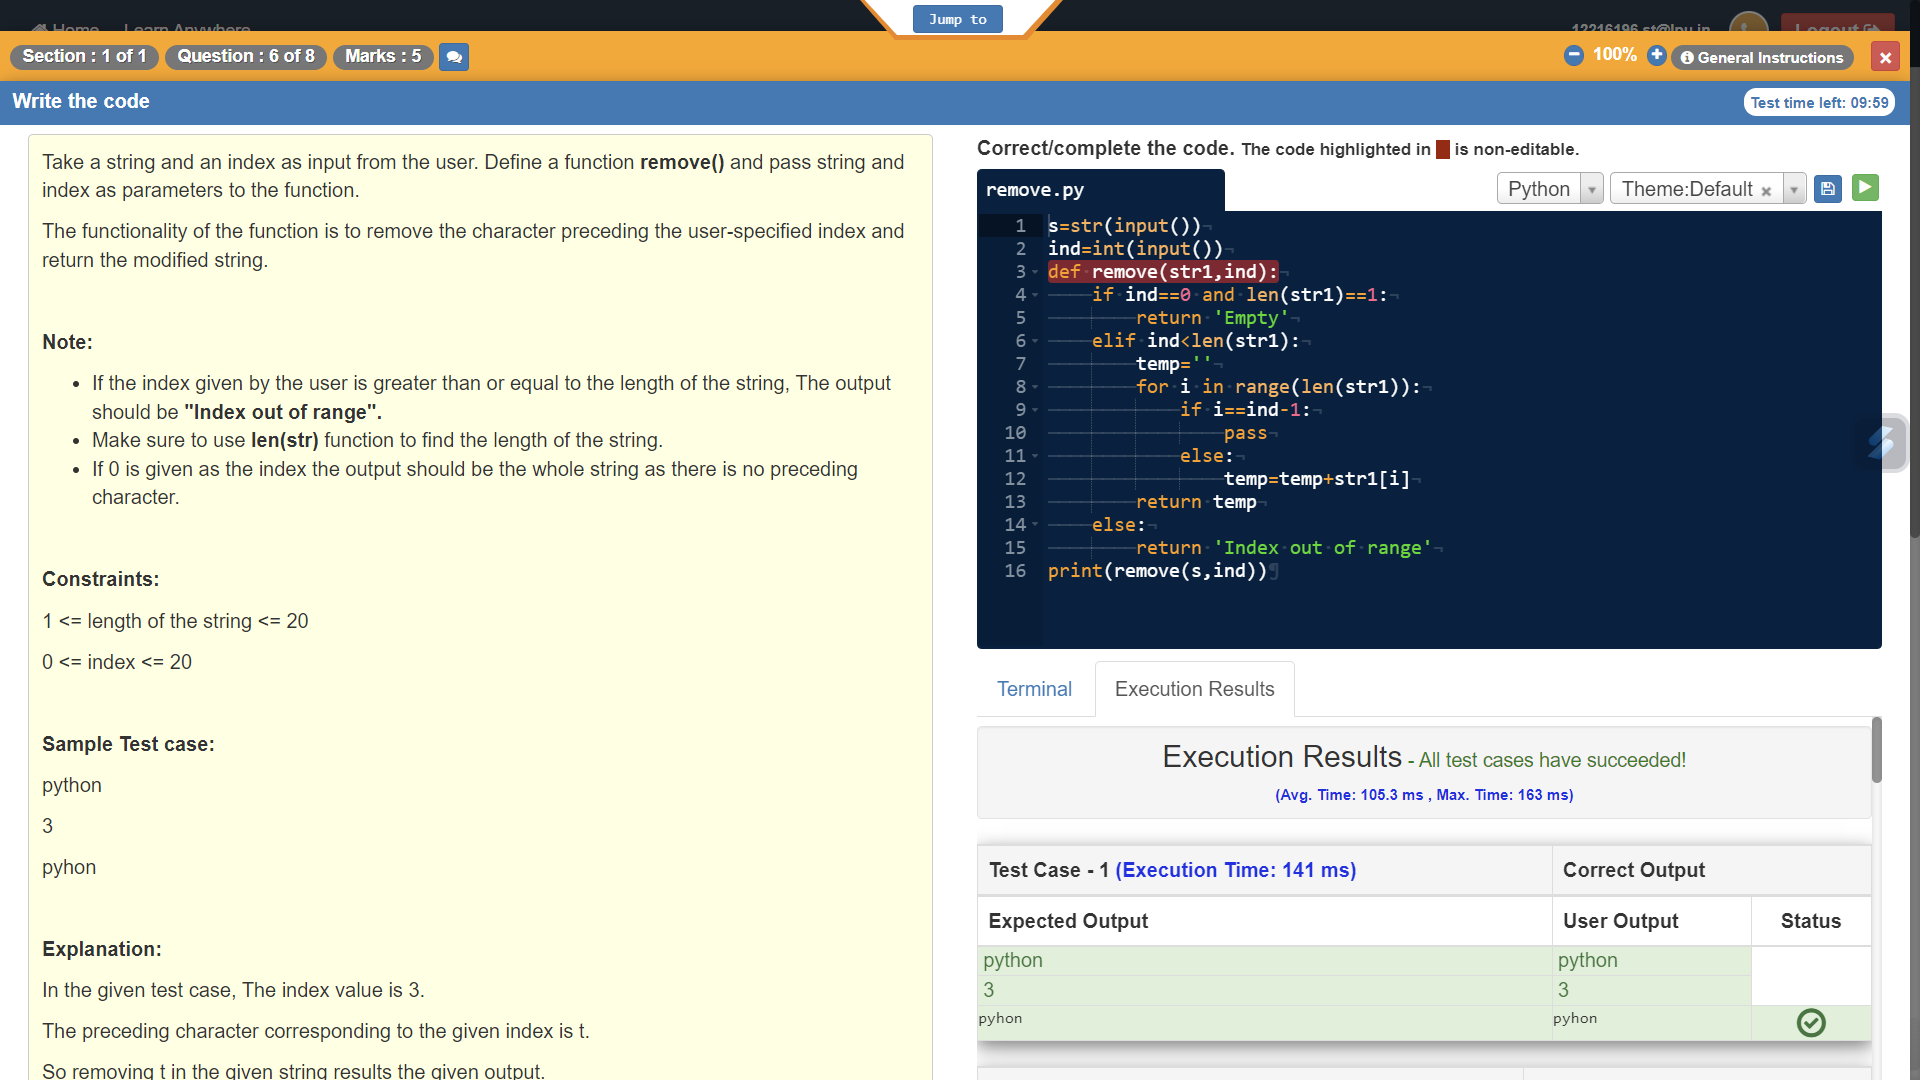 Home Learn Anywhere
Jump to
12216196.st@lpu.in
Logout
Section : 1 of 1
Question : 6 of 8
Marks : 5
100%
General Instructions
Write the code
Test time left: 09:59
Take a string and an index as input from the user. Define a function remove() and pass string and
index as parameters to the function.
The functionality of the function is to remove the character preceding the user-specified index and
return the modified string.
Note:
If the index given by the user is greater than or equal to the length of the string, The output
should be "Index out of range".
Make sure to use len(str) function to find the length of the string.
If 0 is given as the index the output should be the whole string as there is no preceding
character.
Constraints:
1 <= length of the string <= 20
0 <= index <= 20
Sample Test case:
python
3
pyhon
Explanation:
In the given test case, The index value is 3.
The preceding character corresponding to the given index is t.
So removing t in the given string results the given output.
Correct/complete the code. The code highlighted in is non-editable.
remove.py
Python
Theme:Default ×
1 s=str(input())
2 ind=int(input())
3 def remove(str1,ind):
4 if ind==0 and len(str1)==1:
5 return 'Empty'
6 elif ind<len(str1):
7 temp=''
8 for i in range(len(str1)):
9 if i==ind-1:
10 pass
11 else:
12 temp=temp+str1[i]
13 return temp
14 else:
15 return 'Index out of range'
16 print(remove(s,ind))
Terminal
Execution Results
Execution Results - All test cases have succeeded!
(Avg. Time: 105.3 ms , Max. Time: 163 ms)
Test Case - 1 (Execution Time: 141 ms)
Correct Output
Expected Output
User Output
Status
python
python
3
3
pyhon
pyhon